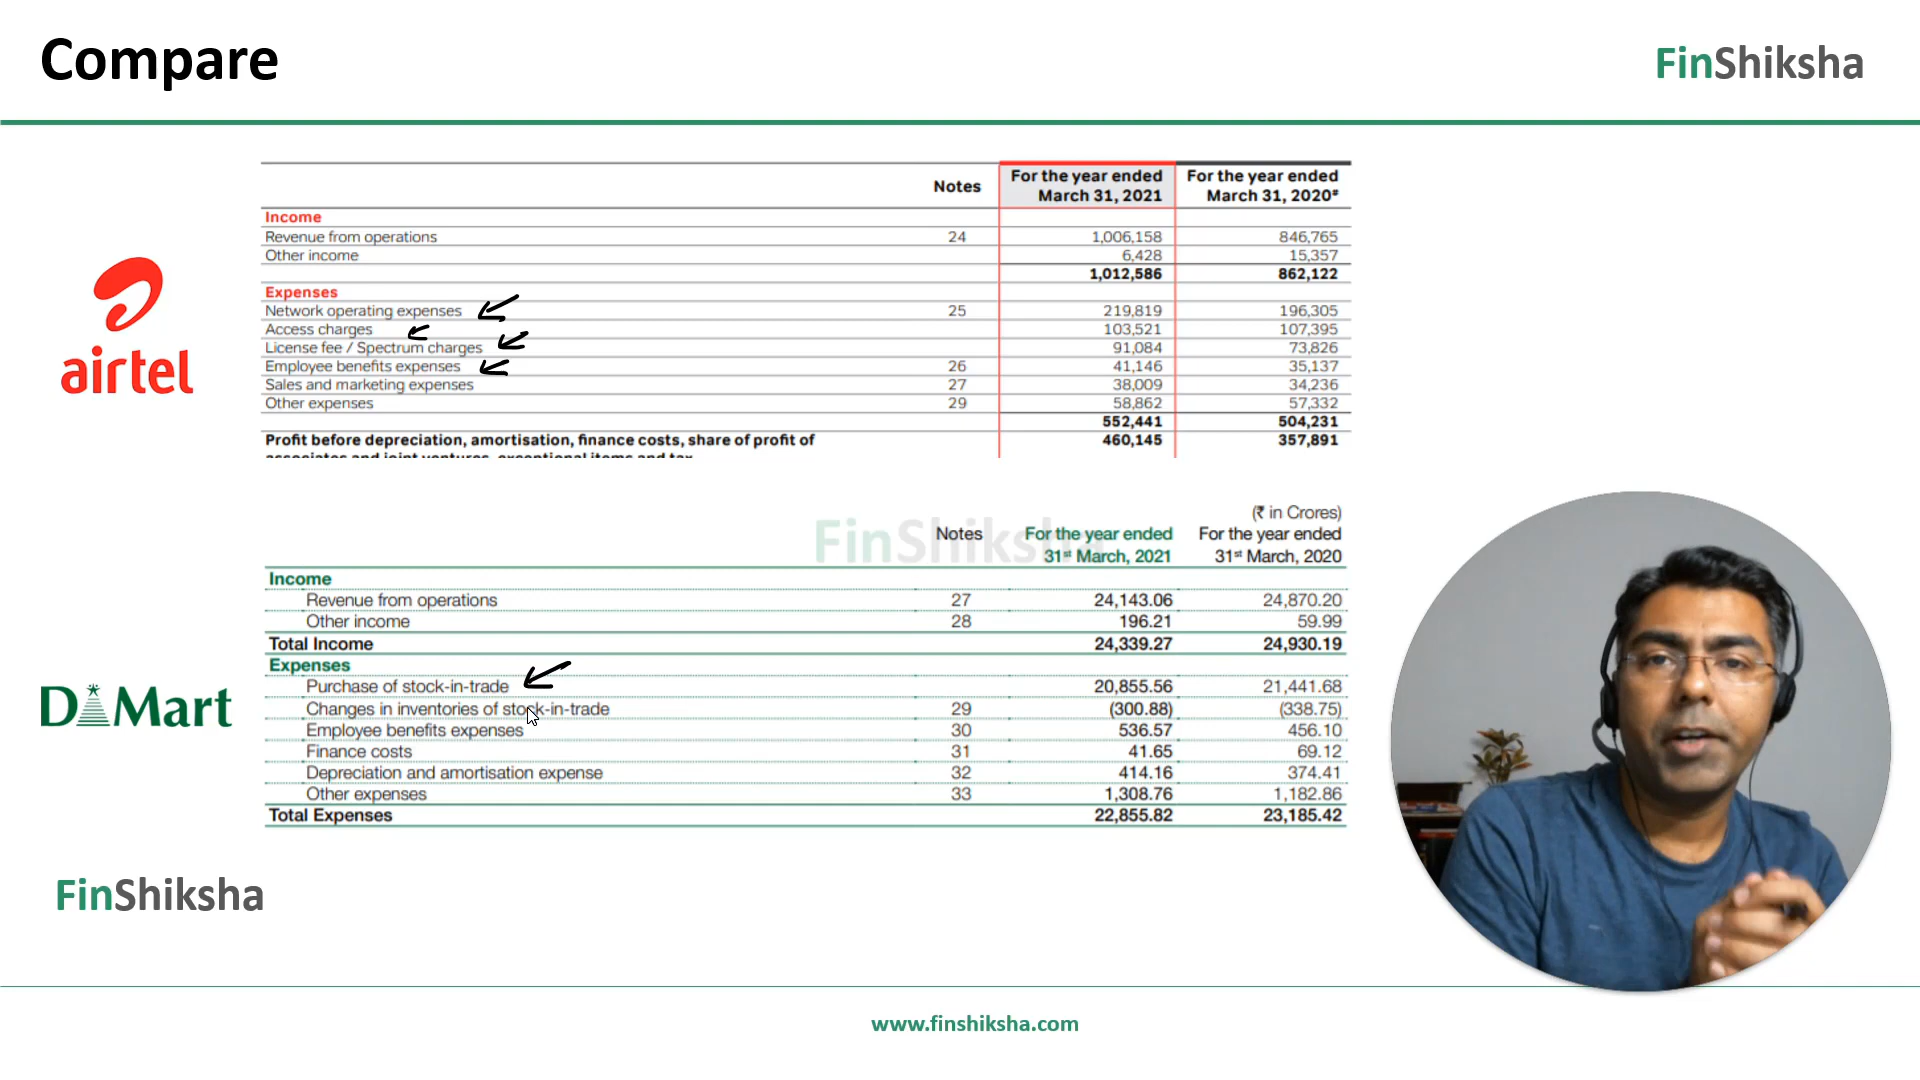 Compare
FinShiksha
Notes
For the year ended
March 31, 2021
For the year ended
March 31, 2020#
Income
Revenue from operations 24 1,006,158 846,765
Other income 6,428 15,357
1,012,586 862,122
Expenses
Network operating expenses 25 219,819 196,305
Access charges 103,521 107,395
License fee / Spectrum charges 91,084 73,826
Employee benefits expenses 26 41,146 35,137
Sales and marketing expenses 27 38,009 34,236
Other expenses 29 58,862 57,332
552,441 504,231
Profit before depreciation, amortisation, finance costs, share of profit of 460,145 357,891
associates and joint ventures, exceptional items and tax
airtel
FinShiksha
(₹ in Crores)
Notes
For the year ended
31st March, 2021
For the year ended
31st March, 2020
Income
Revenue from operations 27 24,143.06 24,870.20
Other income 28 196.21 59.99
Total Income 24,339.27 24,930.19
Expenses
Purchase of stock-in-trade 20,855.56 21,441.68
Changes in inventories of stock-in-trade 29 (300.88) (338.75)
Employee benefits expenses 30 536.57 456.10
Finance costs 31 41.65 69.12
Depreciation and amortisation expense 32 414.16 374.41
Other expenses 33 1,308.76 1,182.86
Total Expenses 22,855.82 23,185.42
D Mart
FinShiksha
www.finshiksha.com